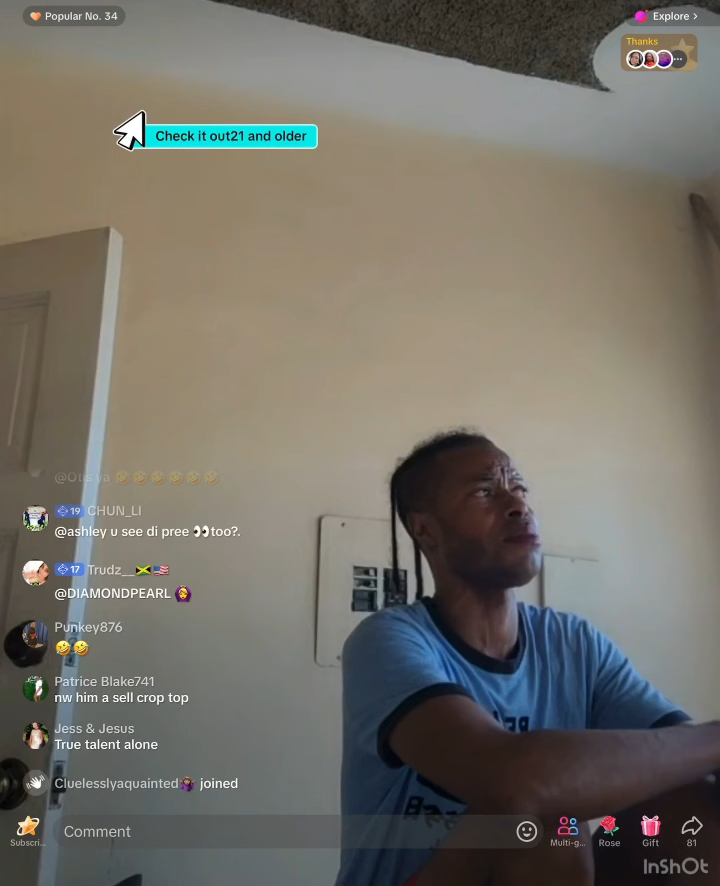 Popular No. 34
Explore >
Thanks
Check it out21 and older
19 CHUN_LI
@ashley u see di pree 👀too?.
17 Trudz__🇯🇲🇺🇸
@DIAMONDPEARL 🙆‍♀️
Punkey876
🤣🤣
Patrice Blake741
nw him a sell crop top
Jess & Jesus
True talent alone
Cluelesslyaquainted joined
Comment
Subscri...
Multi-g...
Rose
Gift
81
InShOt